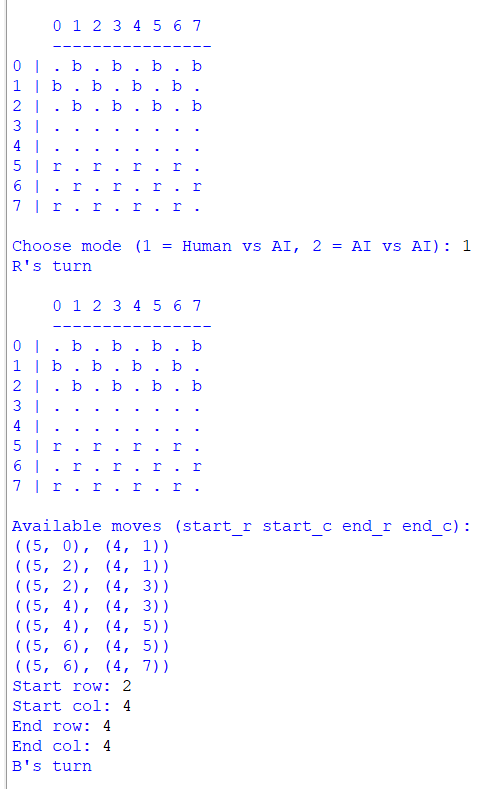 0 1 2 3 4 5 6 7
    ----------------
0 | . b . b . b . b
1 | b . b . b . b .
2 | . b . b . b . b
3 | . . . . . . . .
4 | . . . . . . . .
5 | r . r . r . r .
6 | . r . r . r . r
7 | r . r . r . r .

Choose mode (1 = Human vs AI, 2 = AI vs AI): 1
R's turn

    0 1 2 3 4 5 6 7
    ----------------
0 | . b . b . b . b
1 | b . b . b . b .
2 | . b . b . b . b
3 | . . . . . . . .
4 | . . . . . . . .
5 | r . r . r . r .
6 | . r . r . r . r
7 | r . r . r . r .

Available moves (start_r start_c end_r end_c):
((5, 0), (4, 1))
((5, 2), (4, 1))
((5, 2), (4, 3))
((5, 4), (4, 3))
((5, 4), (4, 5))
((5, 6), (4, 5))
((5, 6), (4, 7))
Start row: 2
Start col: 4
End row: 4
End col: 4
B's turn